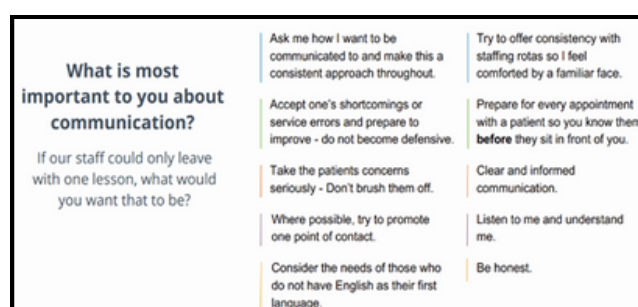 What is most
important to you about
communication?
If our staff could only leave
with one lesson, what would
you want that to be?
Ask me how I want to be
communicated to and make this a
consistent approach throughout.
Accept one's shortcomings or
service errors and prepare to
improve - do not become defensive.
Take the patients concerns
seriously - Don't brush them off.
Where possible, try to promote
one point of contact.
Consider the needs of those who
do not have English as their first
language.
Try to offer consistency with
staffing rotas so I feel
comforted by a familiar face.
Prepare for every appointment
with a patient so you know them
before they sit in front of you.
Clear and informed
communication.
Listen to me and understand
me.
Be honest.